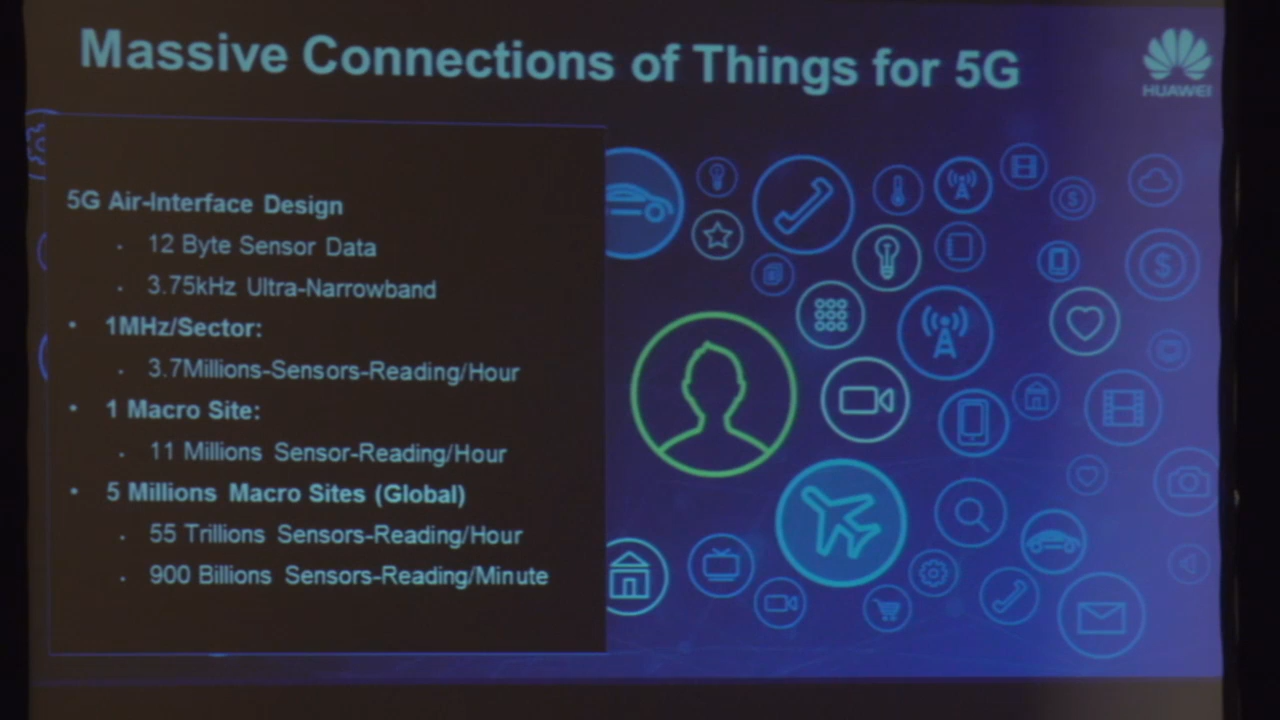 Massive Connections of Things for 5G
HUAWEI
5G Air-Interface Design
· 12 Byte Sensor Data
· 3.75kHz Ultra-Narrowband
• 1MHz/Sector:
· 3.7Millions-Sensors-Reading/Hour
• 1 Macro Site:
· 11 Millions Sensor-Reading/Hour
• 5 Millions Macro Sites (Global)
· 55 Trillions Sensors-Reading/Hour
· 900 Billions Sensors-Reading/Minute